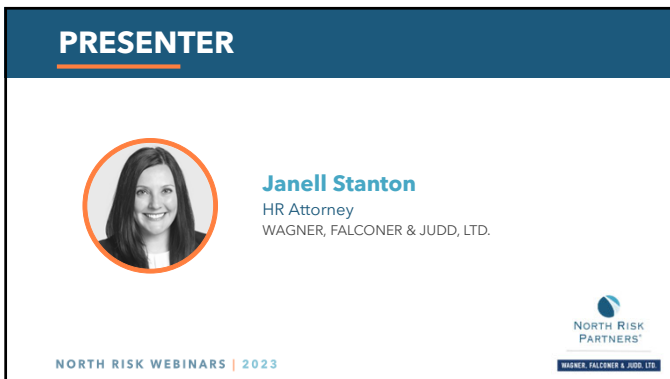 PRESENTER
Janell Stanton
HR Attorney
WAGNER, FALCONER & JUDD, LTD.
NORTH RISK
PARTNERS®
NORTH RISK WEBINARS | 2023
WAGNER, FALCONER & JUDD, LTD.